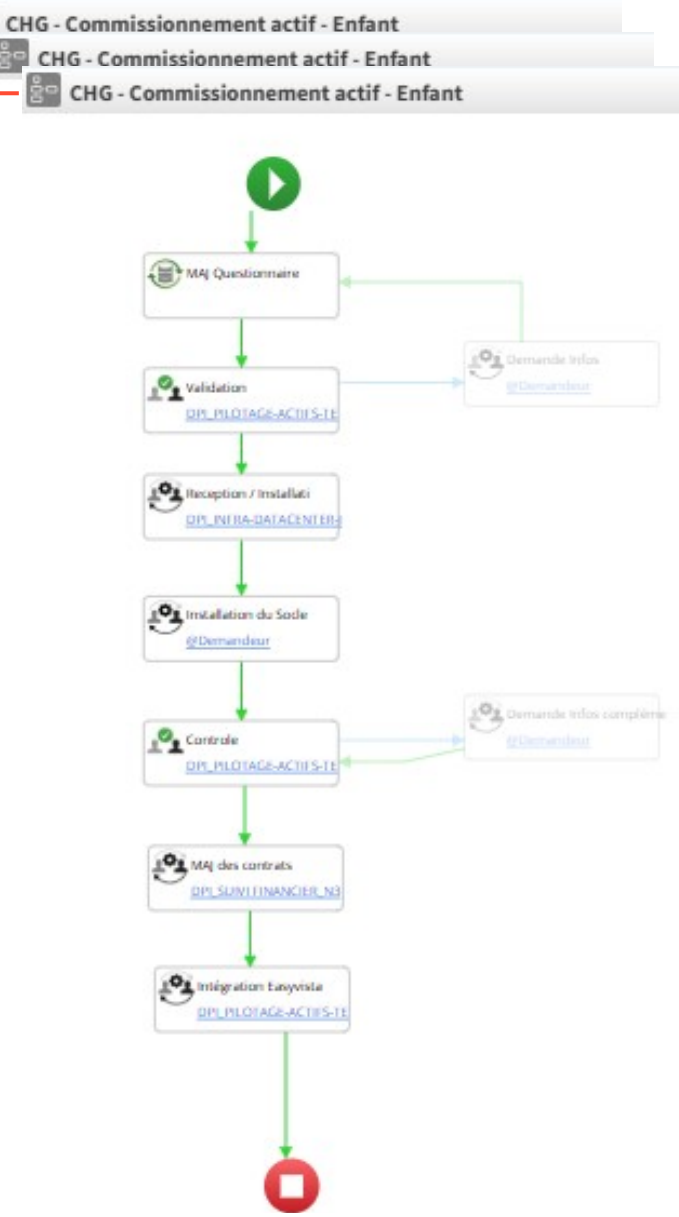 CHG - Commissionnement actif - Enfant
CHG - Commissionnement actif - Enfant
CHG - Commissionnement actif - Enfant
MAJ Questionnaire
Demande Infos
@Demandeur
Validation
DPI_PILOTAGE-ACTIFS-TE
Reception / Installati
DPI_INFRA-DATACENTER-
Installation du Socle
@Demandeur
Demande Infos compléme
@Demandeur
Controle
DPI_PILOTAGE-ACTIFS-TE
MAJ des contrats
DPI_SUIVI FINANCIER_N3
Intégration Easyvista
DPI_PILOTAGE-ACTIFS-TE